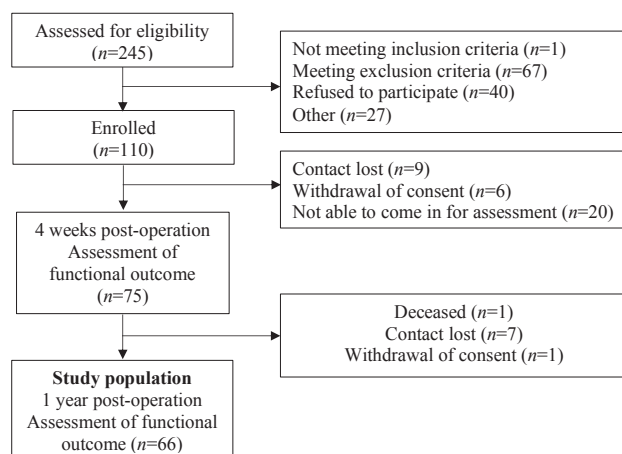 Assessed for eligibility
(n=245)
Not meeting inclusion criteria (n=1)
Meeting exclusion criteria (n=67)
Refused to participate (n=40)
Other (n=27)
Enrolled
(n=110)
Contact lost (n=9)
Withdrawal of consent (n=6)
Not able to come in for assessment (n=20)
4 weeks post-operation
Assessment of
functional outcome
(n=75)
Deceased (n=1)
Contact lost (n=7)
Withdrawal of consent (n=1)
Study population
1 year post-operation
Assessment of functional
outcome (n=66)